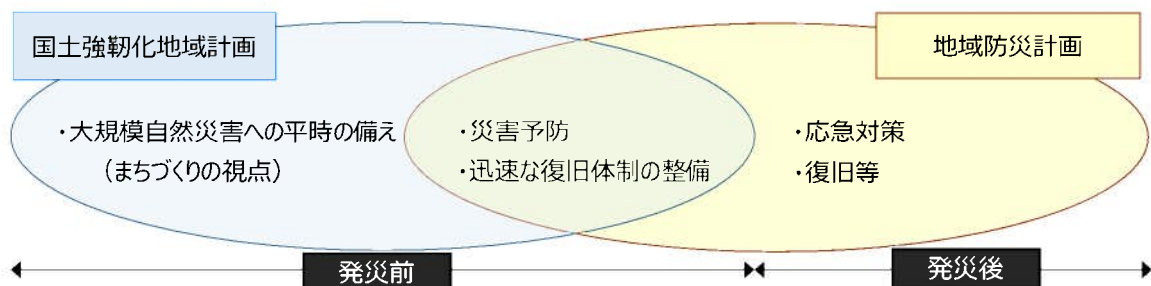 国土強靭化地域計画
地域防災計画
・大規模自然災害への平時の備え
（まちづくりの視点）
・災害予防
・迅速な復旧体制の整備
・応急対策
・復旧等
発災前
発災後